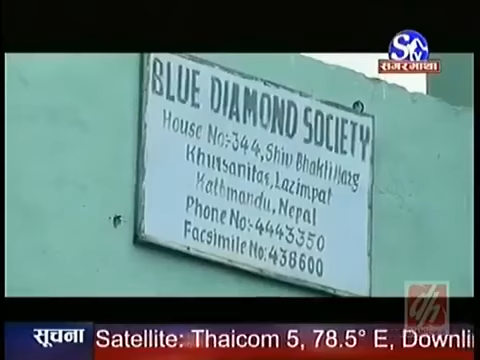 STV
सगरमाथा
BLUE DIAMOND SOCIETY
House No:-344, Shiv Bhakti Marg
Khursanitar, Lazimpat
Kathmandu, Nepal
Phone No:-4443350
Facsimile No: 438600
सूचना Satellite: Thaicom 5, 78.5° E, Downli